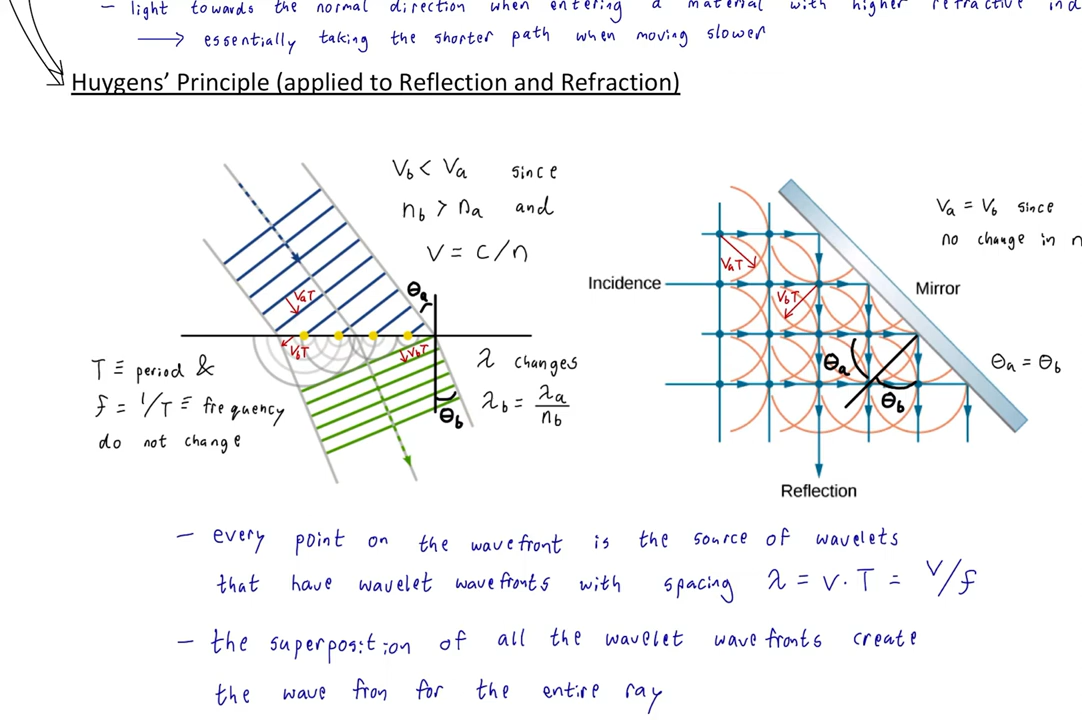 – light towards the normal direction when entering a material with higher refractive ind
→ essentially taking the shorter path when moving slower
Huygens' Principle (applied to Reflection and Refraction)
V_b < V_a since
n_b > n_a and
V = c/n
V_a = V_b since
no change in n
V_aT
V_bT
V_bT
θ_a
θ_b
Incidence
Mirror
V_aT
V_bT
θ_a
θ_b
θ_a = θ_b
Reflection
T ≡ period &
f = 1/T ≡ frequency
do not change
λ changes
λ_b = λ_a/n_b
– every point on the wavefront is the source of wavelets
that have wavelet wavefronts with spacing λ = v · T = v/f
– the superposition of all the wavelet wavefronts create
the wave fron for the entire ray